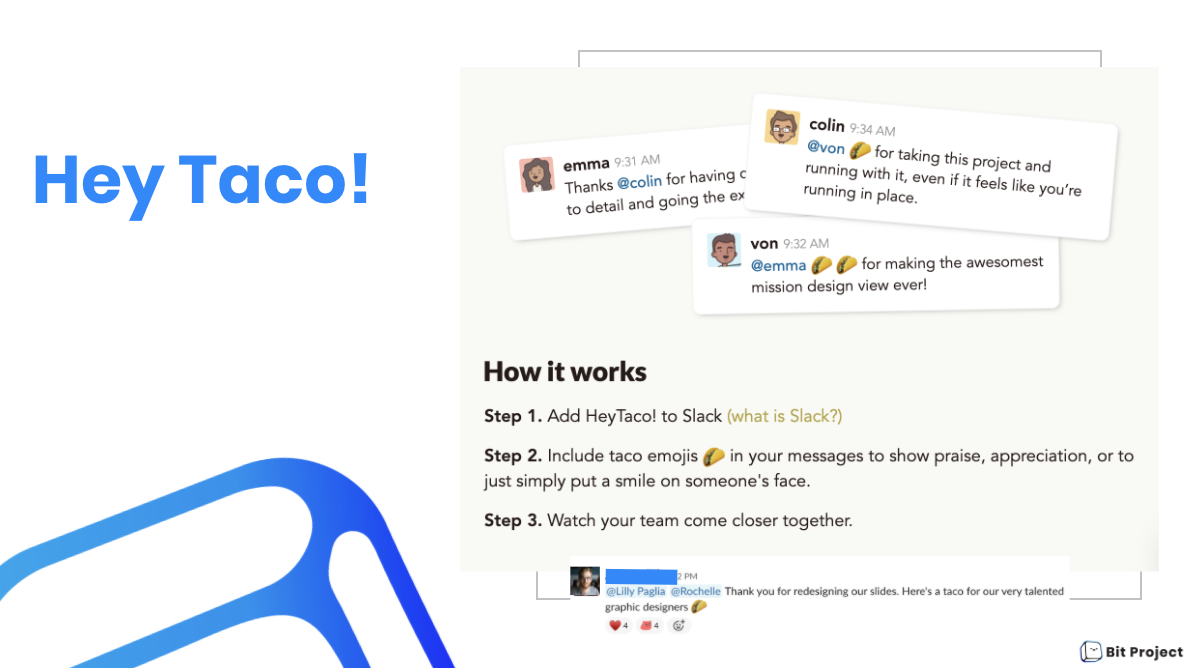 Hey Taco!
emma 9:31 AM
Thanks @colin for having
to detail and going the
colin 9:34 AM
@von 🌮 for taking this project and
running with it, even if it feels like you're
running in place.
von 9:32 AM
@emma 🌮 🌮 for making the awesomest
mission design view ever!
How it works
Step 1. Add HeyTaco! to Slack (what is Slack?)
Step 2. Include taco emojis 🌮 in your messages to show praise, appreciation, or to
just simply put a smile on someone's face.
Step 3. Watch your team come closer together.
2 PM
@Lilly Paglia @Rochelle Thank you for redesigning our slides. Here's a taco for our very talented
graphic designers 🌮
❤️ 4 4
Bit Project